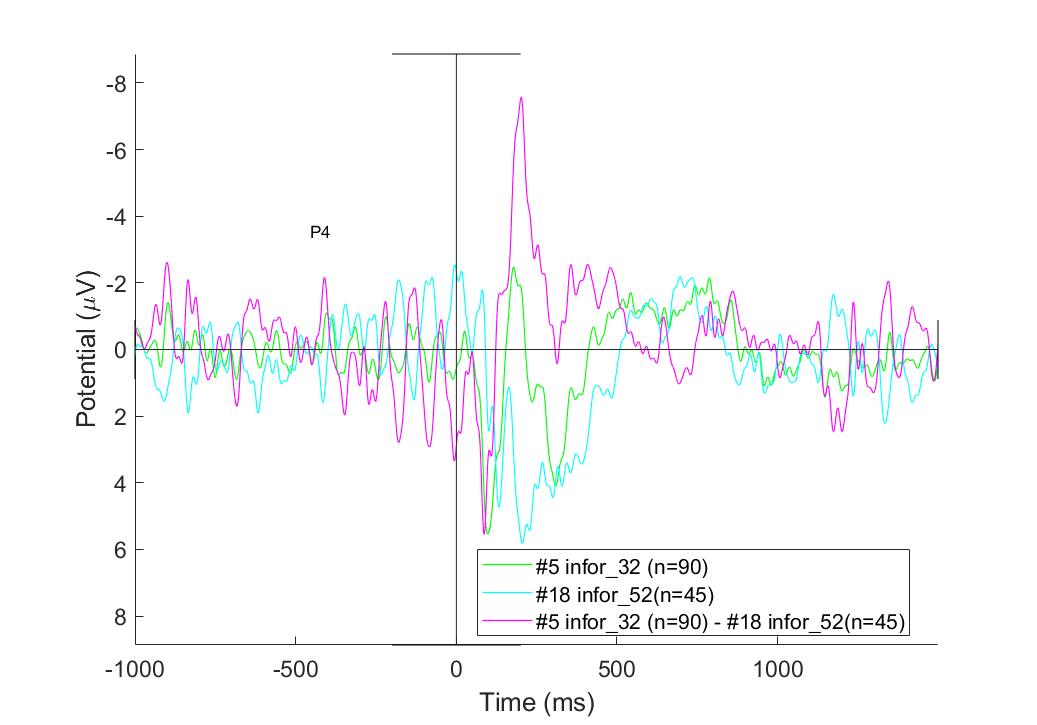 -8
-6
-4
P4
-2
0
2
4
6
8
Potential (μV)
#5 infor_32 (n=90)
#18 infor_52(n=45)
#5 infor_32 (n=90) - #18 infor_52(n=45)
-1000 -500 0 500 1000
Time (ms)